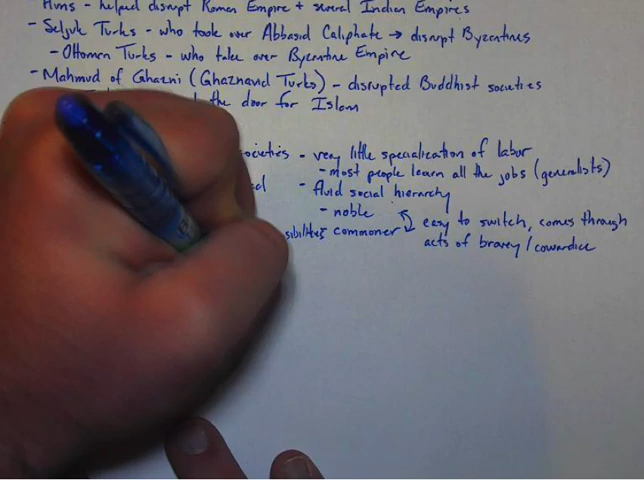 Huns - helped disrupt Roman Empire + several Indian Empires
- Seljuk Turks - who took over Abbasid Caliphate → disrupt Byzantines
- Ottoman Turks - who take over Byzantine Empire
- Mahmud of Ghazni (Ghaznavid Turks) - disrupted Buddhist societies
the door for Islam
ocieties - very little specialization of labor
- most people learn all the jobs (generalists)
- fluid social hierarchy
- noble
easy to switch, comes through
sibilities - commoner
acts of bravery / cowardice